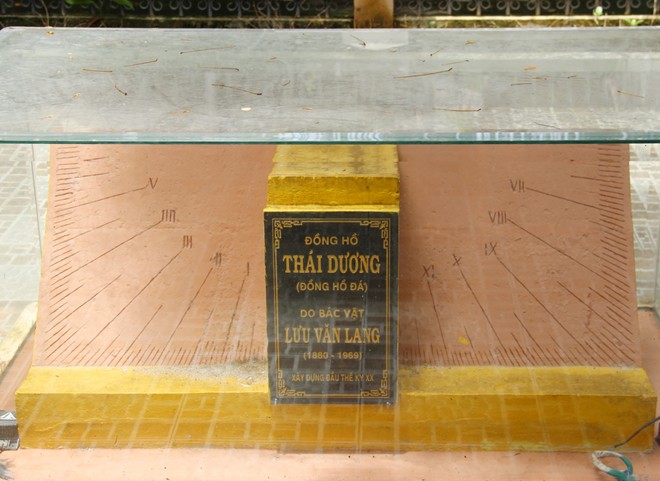 V
IIII
III
II
I
ĐỒNG HỒ
THÁI DƯƠNG
(ĐỒNG HỒ ĐÁ)
DO BÁC VẬT
LƯU VĂN LANG
(1880 - 1969)
XÂY DỰNG ĐẦU THẾ KỶ XX
VII
VIII
IX
X
XI